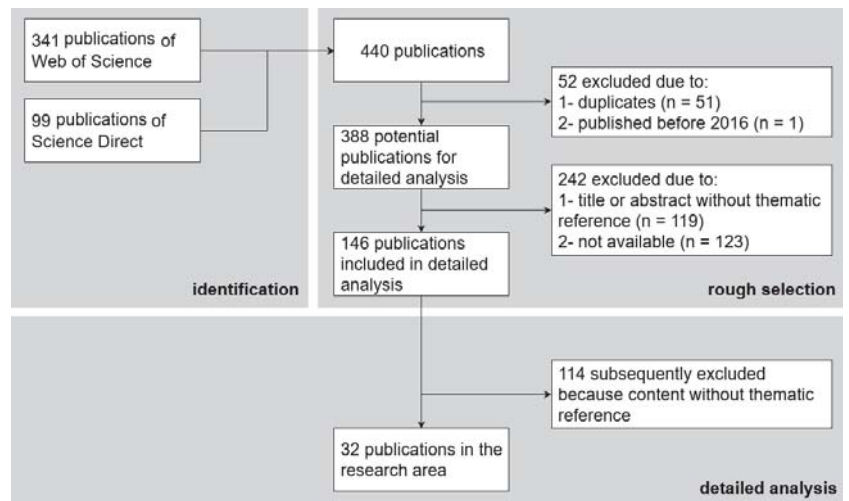 341 publications of
Web of Science
99 publications of
Science Direct
identification
440 publications
52 excluded due to:
1- duplicates (n = 51)
2- published before 2016 (n = 1)
388 potential
publications for
detailed analysis
242 excluded due to:
1- title or abstract without thematic
reference (n = 119)
2- not available (n = 123)
146 publications
included in detailed
analysis
rough selection
114 subsequently excluded
because content without thematic
reference
32 publications in the
research area
detailed analysis